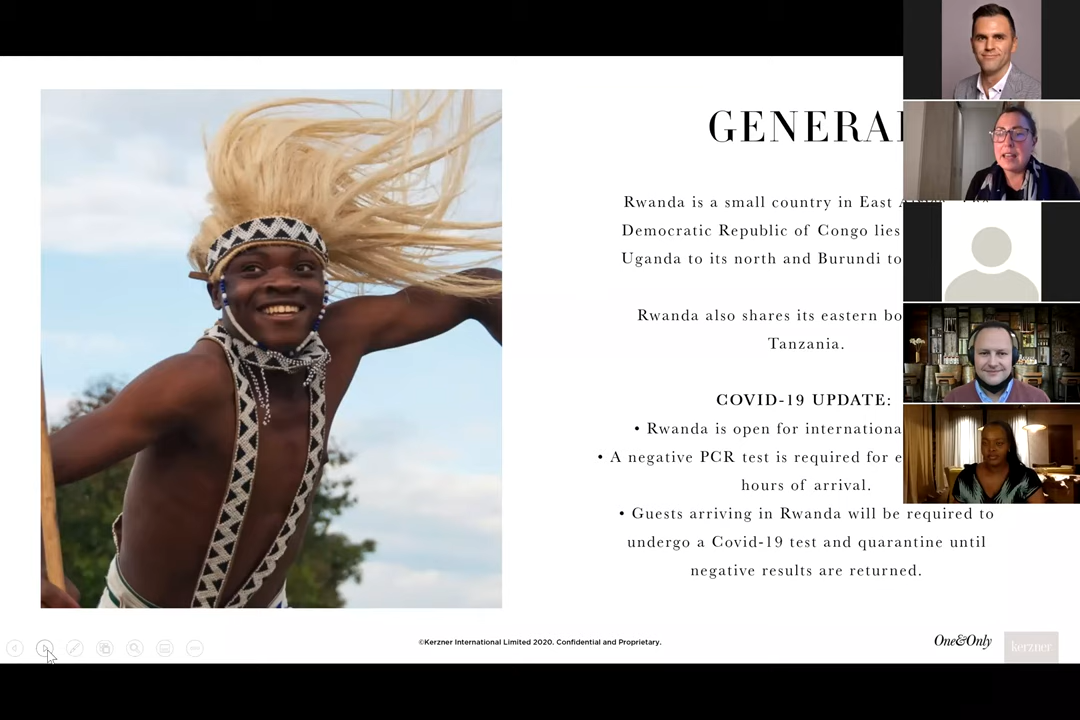 GENERA
Rwanda is a small country in East
Democratic Republic of Congo lies
Uganda to its north and Burundi to
Rwanda also shares its eastern bo
Tanzania.
COVID-19 UPDATE:
• Rwanda is open for internationa
• A negative PCR test is required for e
hours of arrival.
• Guests arriving in Rwanda will be required to
undergo a Covid-19 test and quarantine until
negative results are returned.
©Kerzner International Limited 2020. Confidential and Proprietary.
One&Only
kerzner